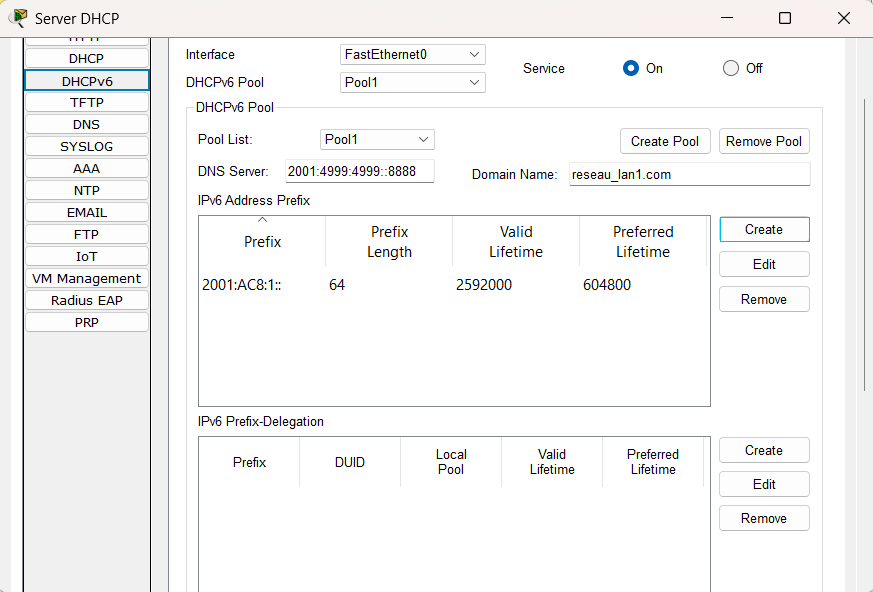 Server DHCP
DHCP
DHCPv6
TFTP
DNS
SYSLOG
AAA
NTP
EMAIL
FTP
IoT
VM Management
Radius EAP
PRP
Interface FastEthernet0
Service On Off
DHCPv6 Pool Pool1
DHCPv6 Pool
Pool List: Pool1 Create Pool Remove Pool
DNS Server: 2001:4999:4999::8888 Domain Name: reseau_lan1.com
IPv6 Address Prefix
Prefix Prefix Length Valid Lifetime Preferred Lifetime
2001:AC8:1:: 64 2592000 604800
Create
Edit
Remove
IPv6 Prefix-Delegation
Prefix DUID Local Pool Valid Lifetime Preferred Lifetime
Create
Edit
Remove